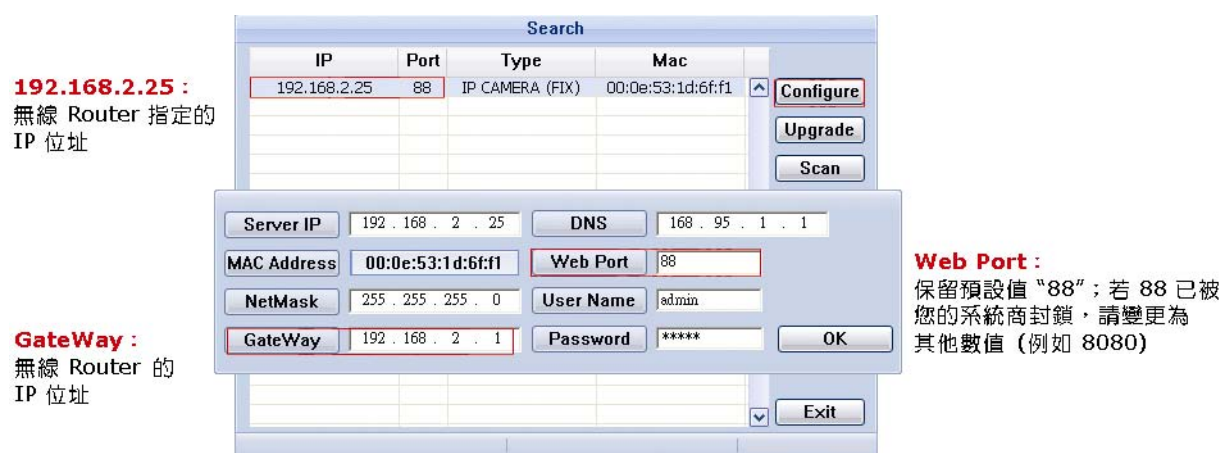 Search
IP Port Type Mac
192.168.2.25 88 IP CAMERA (FIX) 00:0e:53:1d:6f:f1
Configure
Upgrade
Scan
192.168.2.25：
無線 Router 指定的
IP 位址
Server IP 192 . 168 . 2 . 25 DNS 168 . 95 . 1 . 1
MAC Address 00:0e:53:1d:6f:f1 Web Port 88
NetMask 255 . 255 . 255 . 0 User Name admin
GateWay 192 . 168 . 2 . 1 Password ***** OK
GateWay：
無線 Router 的
IP 位址
Web Port：
保留預設值 "88"；若 88 已被
您的系統商封鎖，請變更為
其他數值 (例如 8080)
Exit